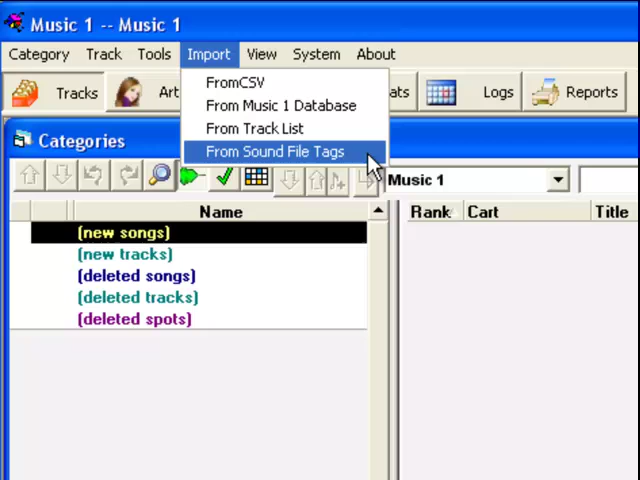 Music 1 -- Music 1
Category Track Tools Import View System About
FromCSV
From Music 1 Database
From Track List
From Sound File Tags
Tracks Art ats Logs Reports
Categories
Music 1
Name
(new songs)
(new tracks)
(deleted songs)
(deleted tracks)
(deleted spots)
Rank Cart Title